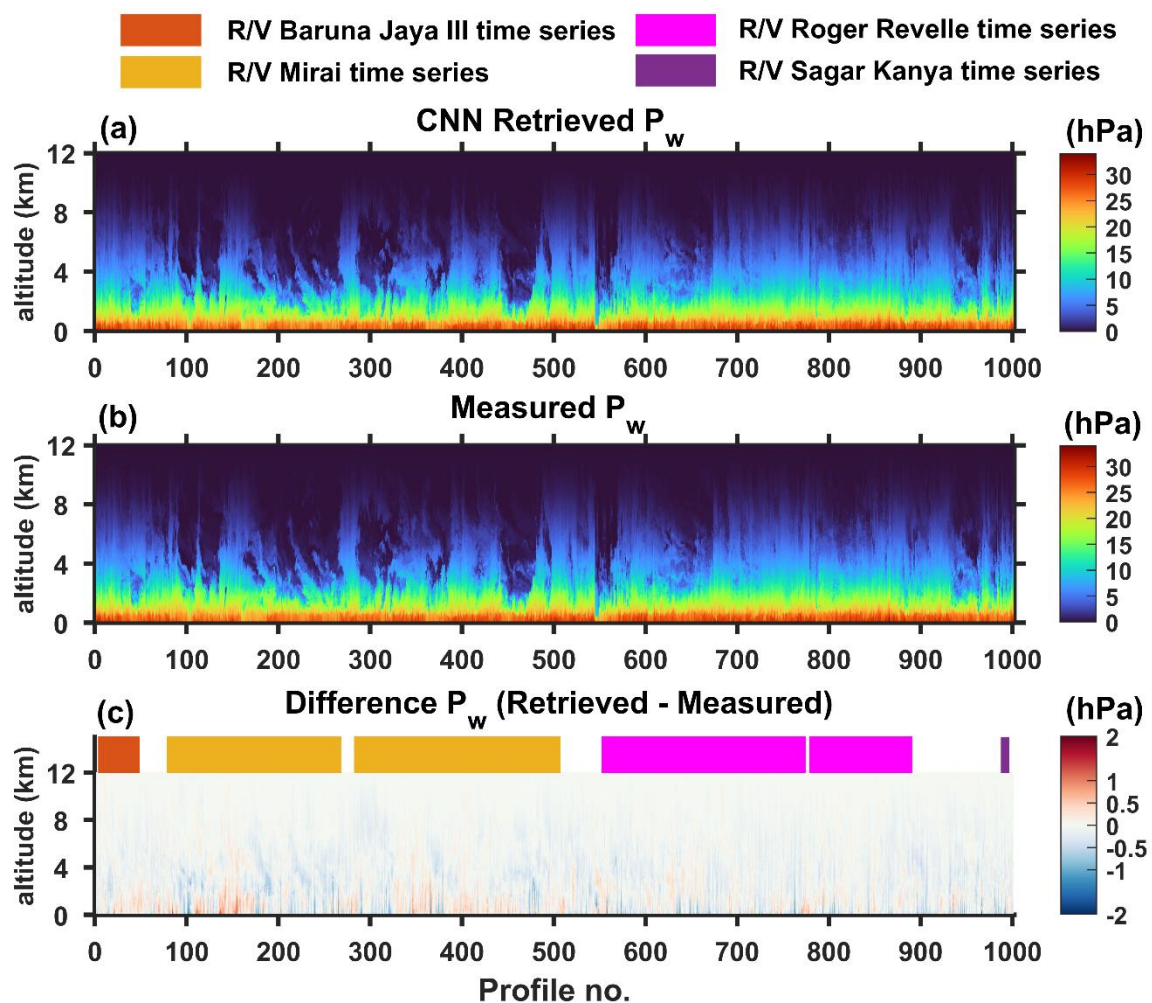 R/V Baruna Jaya III time series
R/V Roger Revelle time series
R/V Mirai time series
R/V Sagar Kanya time series
(a)
CNN Retrieved P_w
(hPa)
altitude (km)
12
8
4
0
0 100 200 300 400 500 600 700 800 900 1000
30
25
20
15
10
5
0
(b)
Measured P_w
(hPa)
altitude (km)
12
8
4
0
0 100 200 300 400 500 600 700 800 900 1000
30
25
20
15
10
5
0
(c)
Difference P_w (Retrieved - Measured)
(hPa)
altitude (km)
12
8
4
0
0 100 200 300 400 500 600 700 800 900 1000
2
1
0.5
0
-0.5
-1
-2
Profile no.